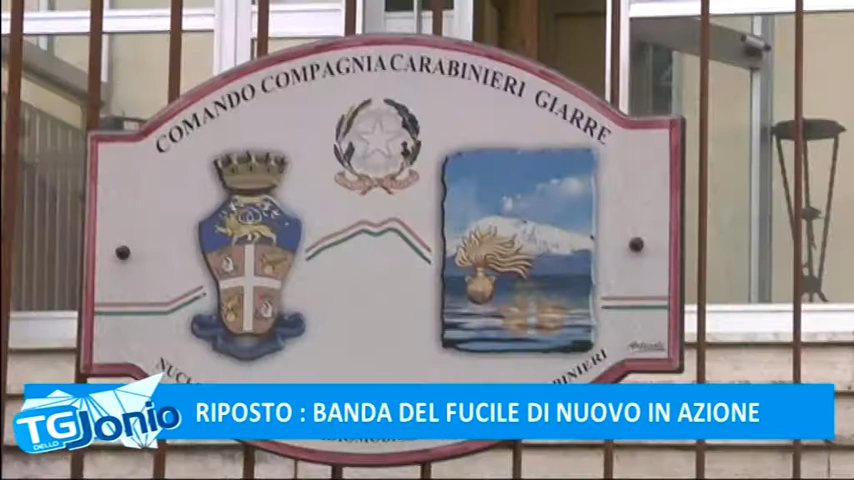 COMANDO COMPAGNIA CARABINIERI GIARRE
TG
DELLO
Jonio
RIPOSTO : BANDA DEL FUCILE DI NUOVO IN AZIONE